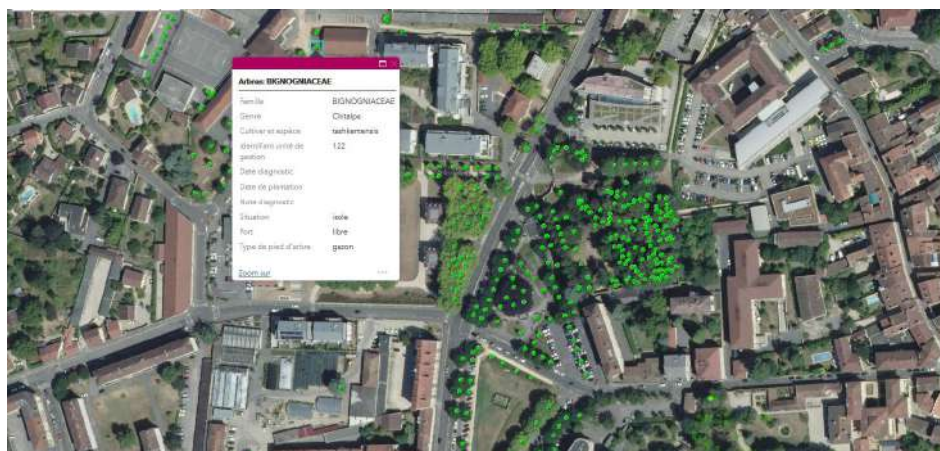 Arbres: BIGNOGNIACEAE
Famille BIGNOGNIACEAE
Genre Chitalpa
Cultiver et espèce tashkentensis
Identifiant unité de gestion 122
Date diagnostic
Date de plantation
Note diagnostic
Situation isole
Port libre
Type de pied d'arbre gazon
Zoom sur